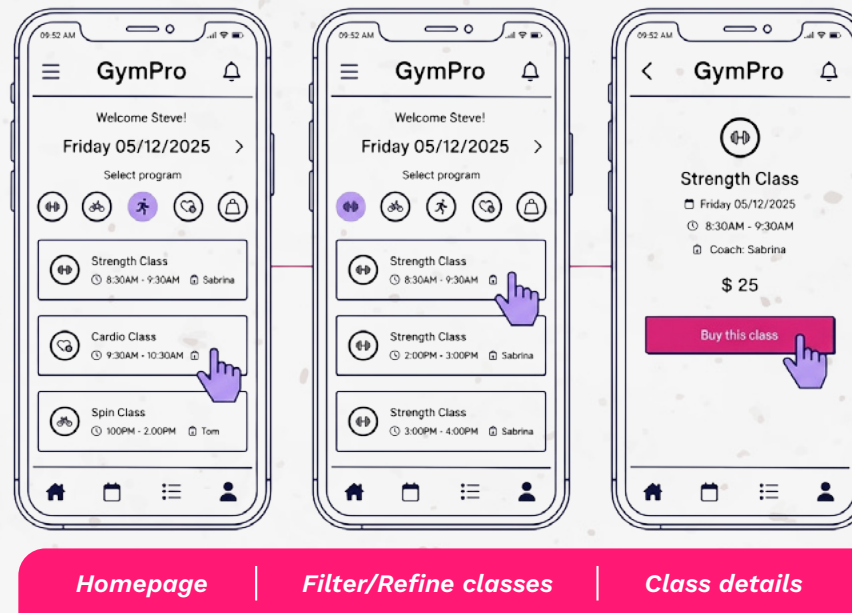 09:52 AM
GymPro
Welcome Steve!
Friday 05/12/2025
Select program
Strength Class
8:30AM - 9:30AM Sabrina
Cardio Class
9:30AM - 10:30AM
Spin Class
100PM - 2.00PM Tom
09:52 AM
GymPro
Welcome Steve!
Friday 05/12/2025
Select program
Strength Class
8:30AM - 9:30AM
Strength Class
2:00PM - 3:00PM Sabrina
Strength Class
3:00PM - 4:00PM Sabrina
09:52 AM
GymPro
Strength Class
Friday 05/12/2025
8:30AM - 9:30AM
Coach: Sabrina
$ 25
Buy this class
Homepage
Filter/Refine classes
Class details